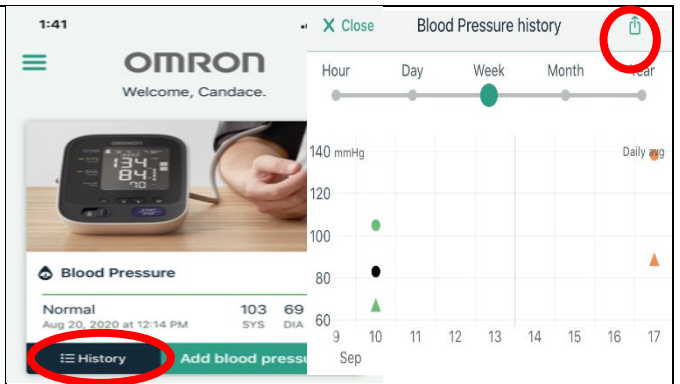 1:41
OMRON
Welcome, Candace.
OMRON
134
84
70
Blood Pressure
Normal
103 69
Aug 20, 2020 at 12:14 PM
SYS DIA
History
Add blood
X Close
Blood Pressure history
Hour Day Week Month Year
140 mmHg
Daily avg
120
100
80
60
9 10 11 12 13 14 15 16 17
Sep